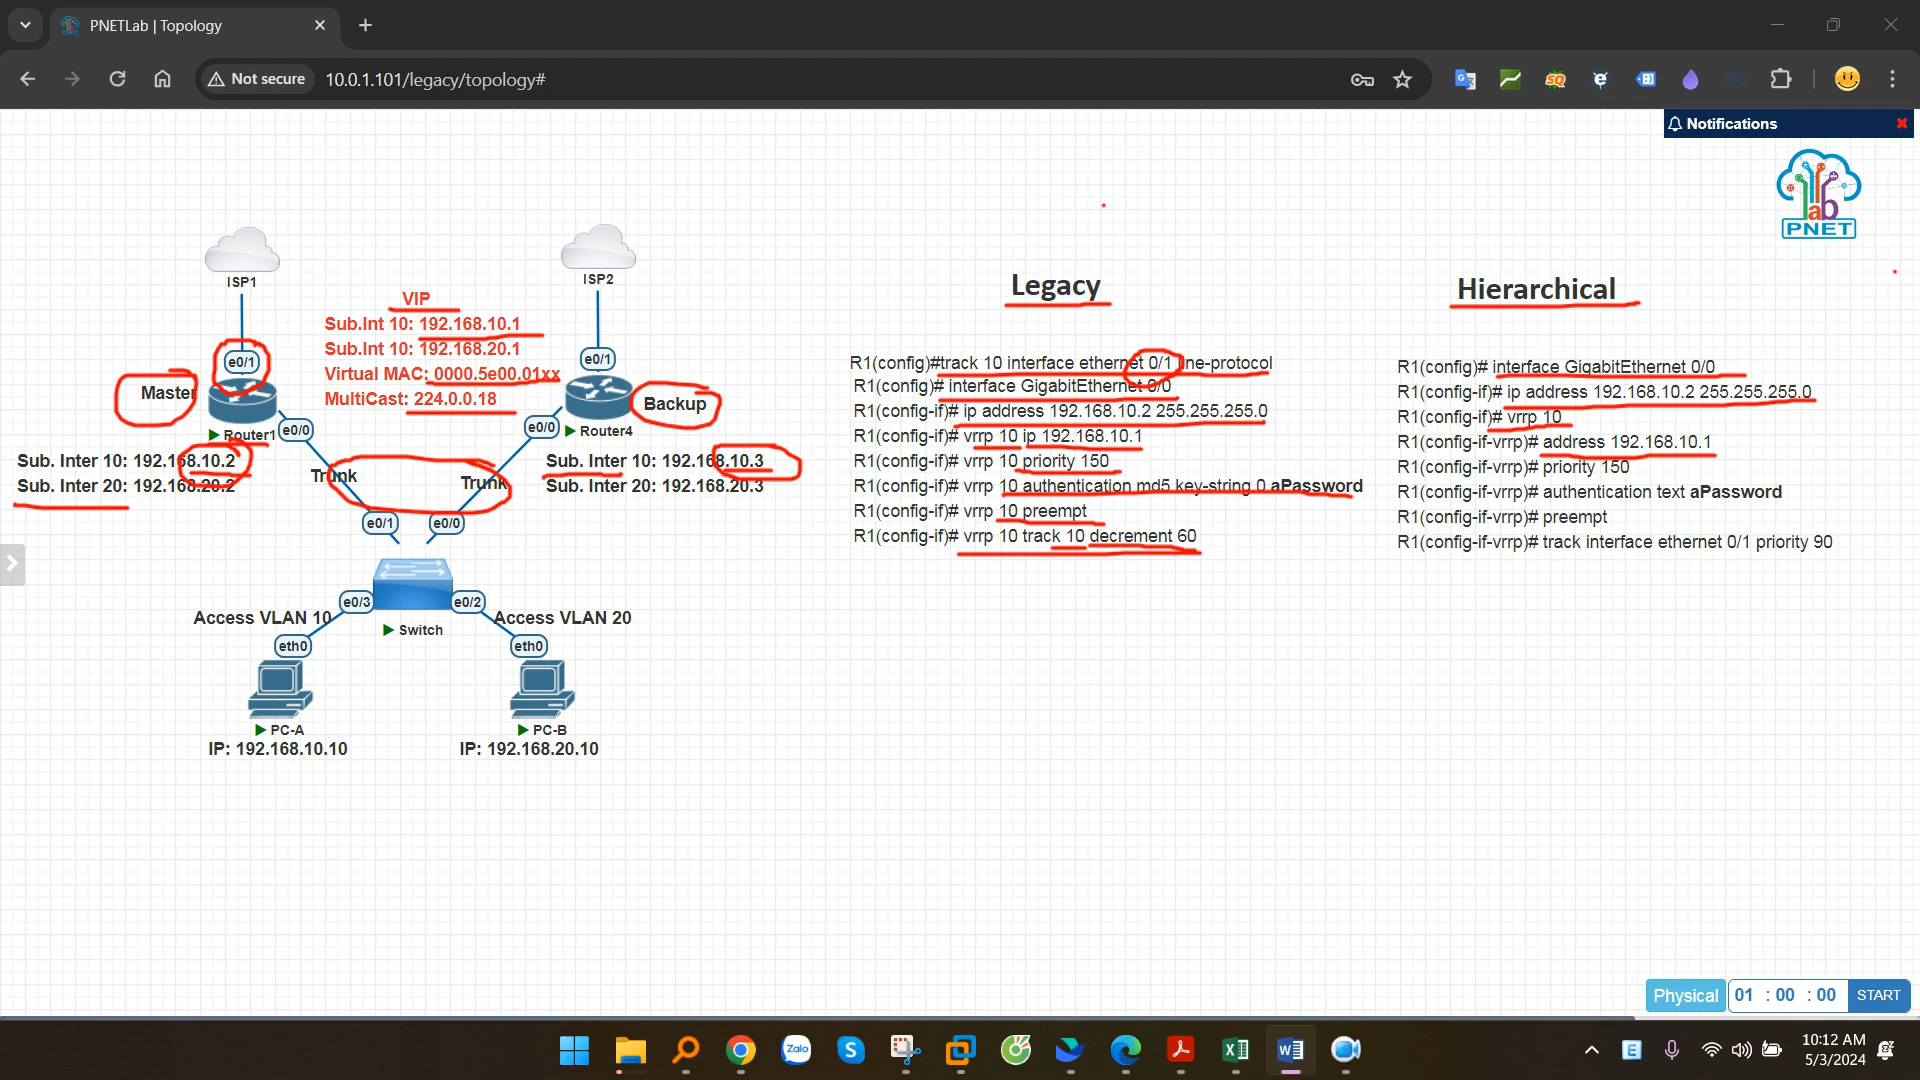 PNETLab | Topology
Not secure
10.0.1.101/legacy/topology#
Notifications
lab
PNET
ISP1
ISP2
VIP
Sub.Int 10: 192.168.10.1
Sub.Int 10: 192.168.20.1
Virtual MAC: 0000.5e00.01xx
MultiCast: 224.0.0.18
e0/1
e0/1
Master
Backup
Router1
e0/0
e0/0
Router4
Sub. Inter 10: 192.168.10.2
Sub. Inter 20: 192.168.20.2
Sub. Inter 10: 192.168.10.3
Sub. Inter 20: 192.168.20.3
Trunk
Trunk
e0/1
e0/0
e0/3
e0/2
Access VLAN 10
Access VLAN 20
Switch
eth0
eth0
PC-A
PC-B
IP: 192.168.10.10
IP: 192.168.20.10
Legacy
R1(config)#track 10 interface ethernet 0/1 line-protocol
R1(config)# interface GigabitEthernet 0/0
R1(config-if)# ip address 192.168.10.2 255.255.255.0
R1(config-if)# vrrp 10 ip 192.168.10.1
R1(config-if)# vrrp 10 priority 150
R1(config-if)# vrrp 10 authentication md5 key-string 0 aPassword
R1(config-if)# vrrp 10 preempt
R1(config-if)# vrrp 10 track 10 decrement 60
Hierarchical
R1(config)# interface GigabitEthernet 0/0
R1(config-if)# ip address 192.168.10.2 255.255.255.0
R1(config-if)# vrrp 10
R1(config-if-vrrp)# address 192.168.10.1
R1(config-if-vrrp)# priority 150
R1(config-if-vrrp)# authentication text aPassword
R1(config-if-vrrp)# preempt
R1(config-if-vrrp)# track interface ethernet 0/1 priority 90
Physical
01 : 00 : 00
START
Zalo
10:12 AM
5/3/2024